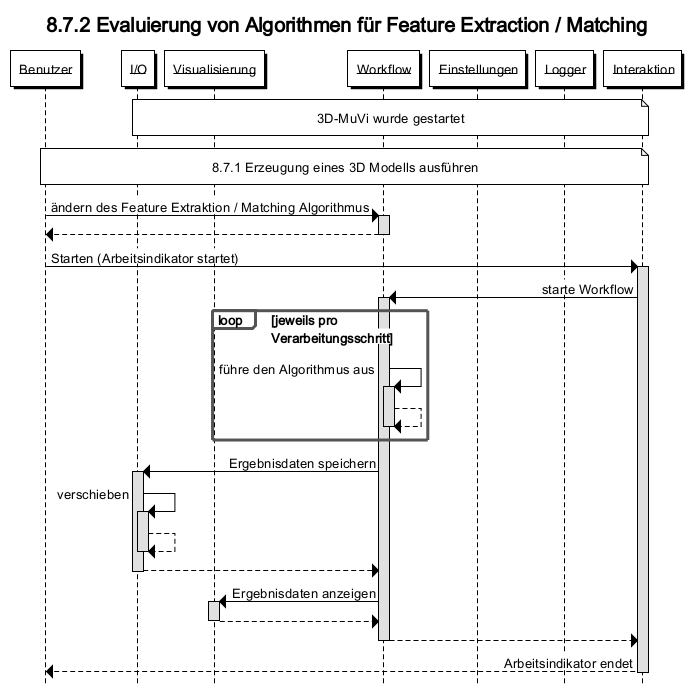 8.7.2 Evaluierung von Algorithmen für Feature Extraction / Matching
Benutzer
I/O
Visualisierung
Workflow
Einstellungen
Logger
Interaktion
3D-MuVi wurde gestartet
8.7.1 Erzeugung eines 3D Modells ausführen
ändern des Feature Extraktion / Matching Algorithmus
Starten (Arbeitsindikator startet)
starte Workflow
loop
[jeweils pro
Verarbeitungsschritt]
führe den Algorithmus aus
Ergebnisdaten speichern
verschieben
Ergebnisdaten anzeigen
Arbeitsindikator endet